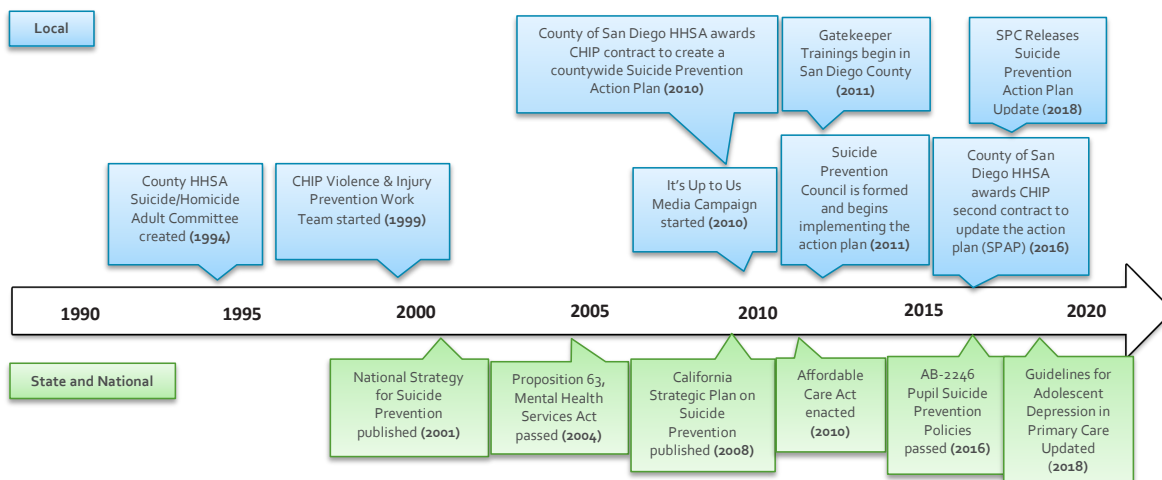 Local
County of San Diego HHSA awards
CHIP contract to create a
countywide Suicide Prevention
Action Plan (2010)
Gatekeeper
Trainings begin in
San Diego County
(2011)
SPC Releases
Suicide
Prevention
Action Plan
Update (2018)
County HHSA
Suicide/Homicide
Adult Committee
created (1994)
CHIP Violence & Injury
Prevention Work
Team started (1999)
It's Up to Us
Media Campaign
started (2010)
Suicide
Prevention
Council is formed
and begins
implementing the
action plan (2011)
County of San
Diego HHSA
awards CHIP
second contract to
update the action
plan (SPAP) (2016)
1990
1995
2000
2005
2010
2015
2020
State and National
National Strategy
for Suicide
Prevention
published (2001)
Proposition 63,
Mental Health
Services Act
passed (2004)
California
Strategic Plan on
Suicide
Prevention
published (2008)
Affordable
Care Act
enacted
(2010)
AB-2246
Pupil Suicide
Prevention
Policies
passed (2016)
Guidelines for
Adolescent
Depression in
Primary Care
Updated
(2018)